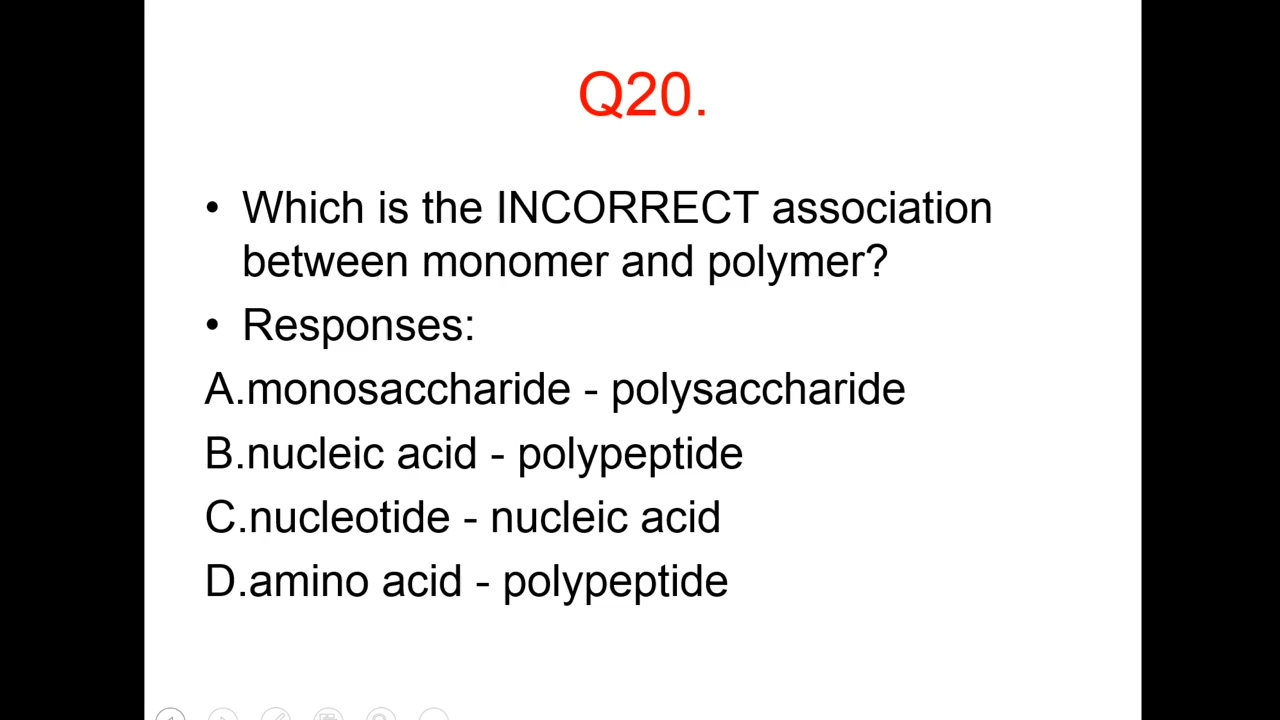 Q20.
• Which is the INCORRECT association
between monomer and polymer?
• Responses:
A.monosaccharide - polysaccharide
B.nucleic acid - polypeptide
C.nucleotide - nucleic acid
D.amino acid - polypeptide